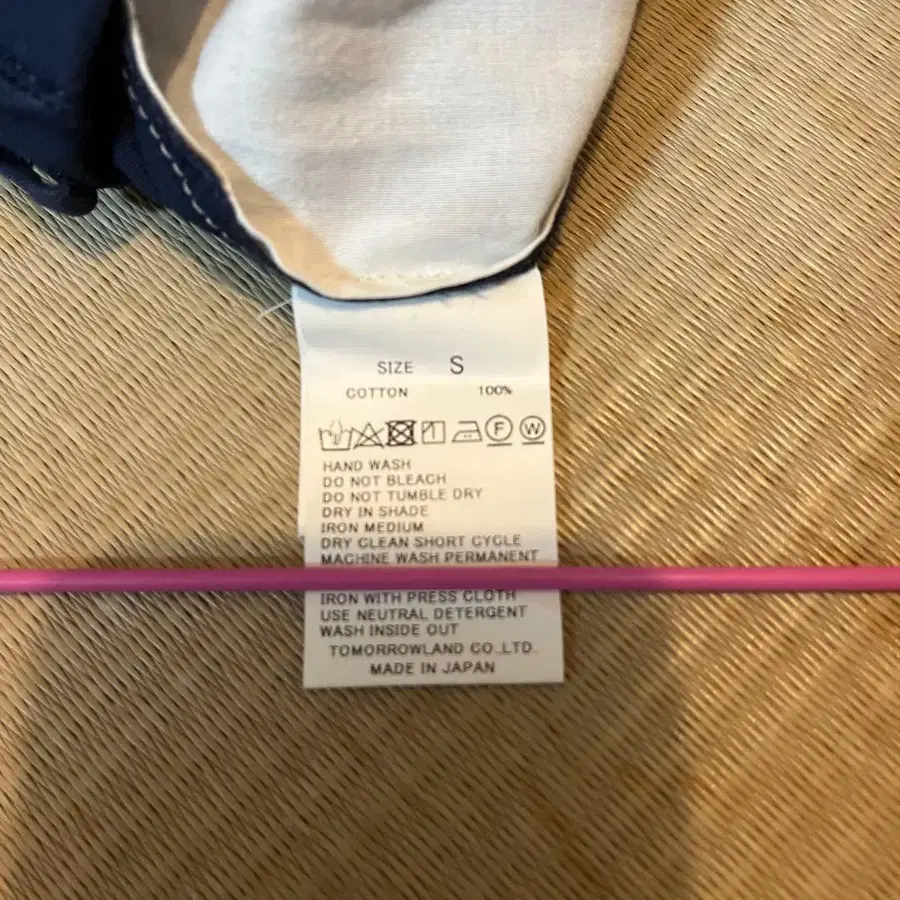 SIZE S
COTTON 100%
F W
HAND WASH
DO NOT BLEACH
DO NOT TUMBLE DRY
DRY IN SHADE
IRON MEDIUM
DRY CLEAN SHORT CYCLE
MACHINE WASH PERMANENT
IRON WITH PRESS CLOTH
USE NEUTRAL DETERGENT
WASH INSIDE OUT
TOMORROWLAND CO.,LTD.
MADE IN JAPAN